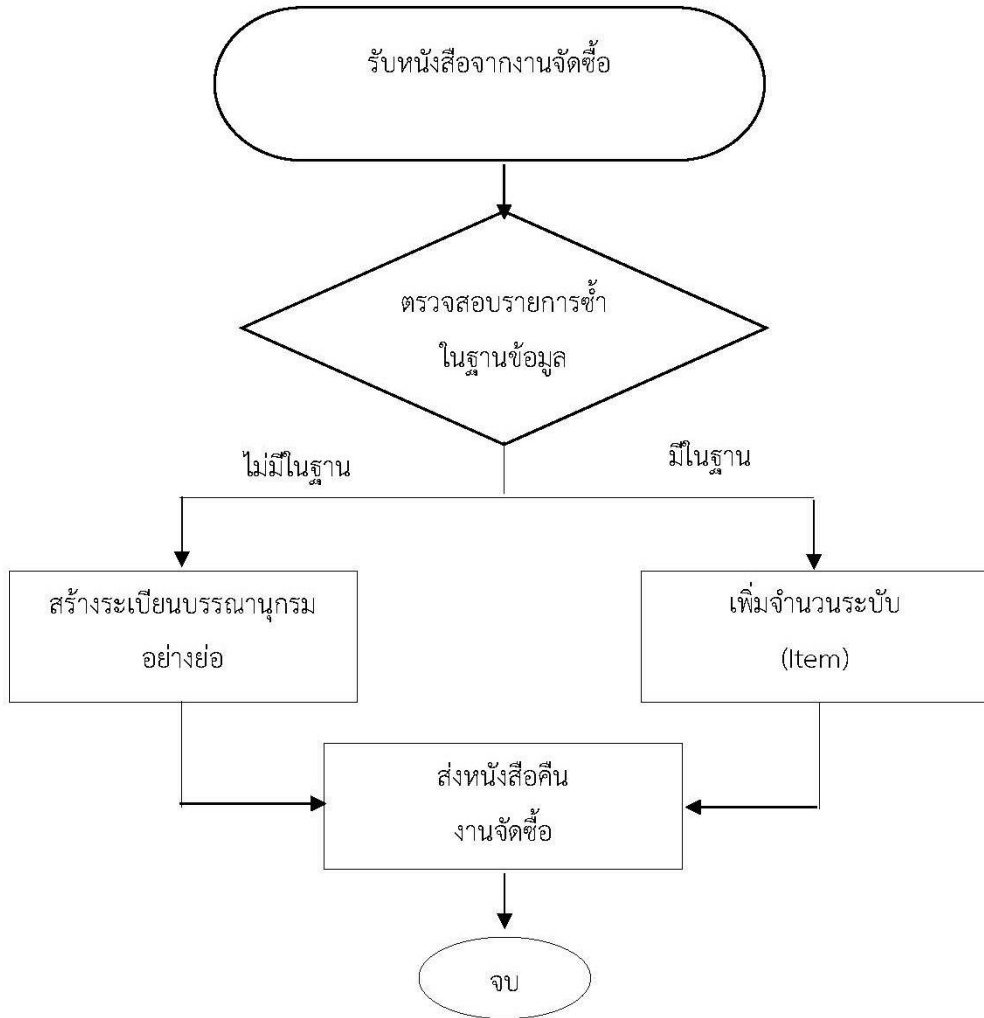 รับหนังสือจากงานจัดซื้อ
ตรวจสอบรายการซ้ำ
ในฐานข้อมูล
ไม่มีในฐาน
มีในฐาน
สร้างระเบียนบรรณานุกรม
อย่างย่อ
เพิ่มจำนวนระบับ
(Item)
ส่งหนังสือคืน
งานจัดซื้อ
จบ